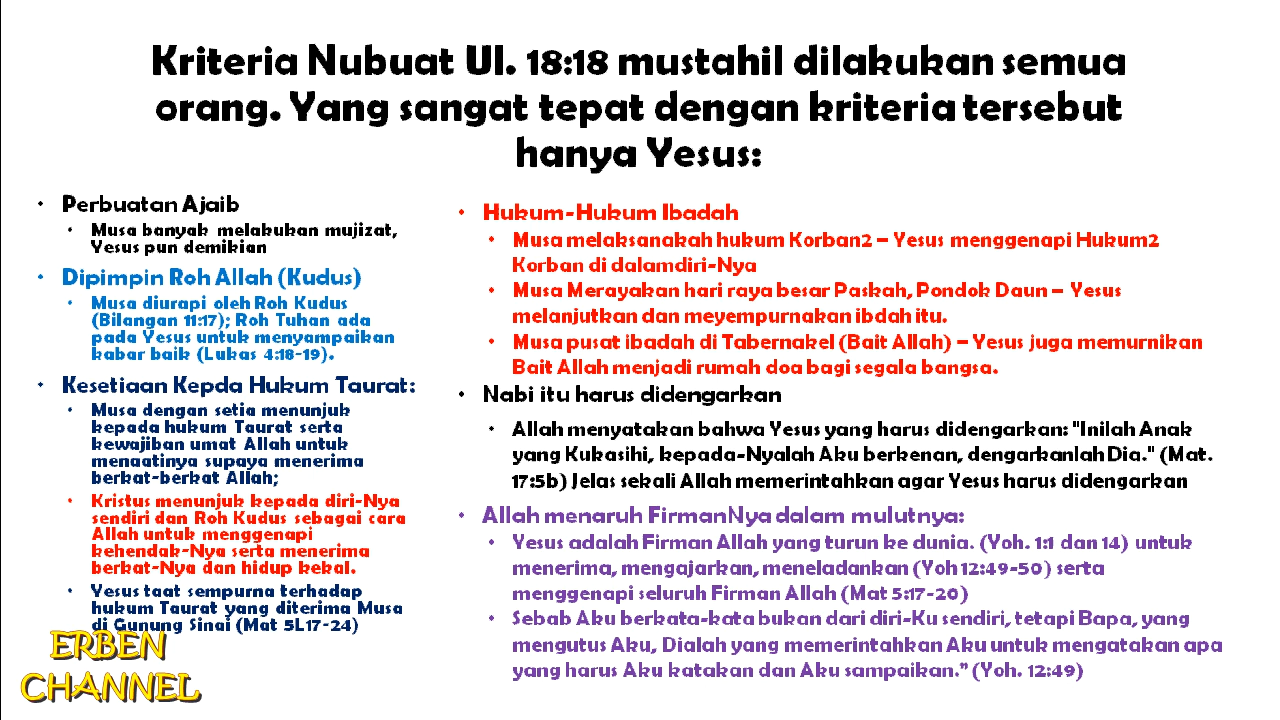 Kriteria Nubuat Ul. 18:18 mustahil dilakukan semua
orang. Yang sangat tepat dengan kriteria tersebut
hanya Yesus:
• Perbuatan Ajaib
• Musa banyak melakukan mujizat,
Yesus pun demikian
• Dipimpin Roh Allah (Kudus)
• Musa diurapi oleh Roh Kudus
(Bilangan 11:17); Roh Tuhan ada
pada Yesus untuk menyampaikan
kabar baik (Lukas 4:18-19).
• Kesetiaan Kepda Hukum Taurat:
• Musa dengan setia menunjuk
kepada hukum Taurat serta
kewajiban umat Allah untuk
menaatinya supaya menerima
berkat-berkat Allah;
• Kristus menunjuk kepada diri-Nya
sendiri dan Roh Kudus sebagai cara
Allah untuk menggenapi
kehendak-Nya serta menerima
berkat-Nya dan hidup kekal.
• Yesus taat sempurna terhadap
hukum Taurat yang diterima Musa
di Gunung Sinai (Mat 5L17-24)
• Hukum-Hukum Ibadah
• Musa melaksanakah hukum Korban2 – Yesus menggenapi Hukum2
Korban di dalamdiri-Nya
• Musa Merayakan hari raya besar Paskah, Pondok Daun – Yesus
melanjutkan dan meyempurnakan ibdah itu.
• Musa pusat ibadah di Tabernakel (Bait Allah) – Yesus juga memurnikan
Bait Allah menjadi rumah doa bagi segala bangsa.
• Nabi itu harus didengarkan
• Allah menyatakan bahwa Yesus yang harus didengarkan: "Inilah Anak
yang Kukasihi, kepada-Nyalah Aku berkenan, dengarkanlah Dia." (Mat.
17:5b) Jelas sekali Allah memerintahkan agar Yesus harus didengarkan
• Allah menaruh FirmanNya dalam mulutnya:
• Yesus adalah Firman Allah yang turun ke dunia. (Yoh. 1:1 dan 14) untuk
menerima, mengajarkan, meneladankan (Yoh 12:49-50) serta
menggenapi seluruh Firman Allah (Mat 5:17-20)
• Sebab Aku berkata-kata bukan dari diri-Ku sendiri, tetapi Bapa, yang
mengutus Aku, Dialah yang memerintahkan Aku untuk mengatakan apa
yang harus Aku katakan dan Aku sampaikan." (Yoh. 12:49)
ERBEN
CHANNEL